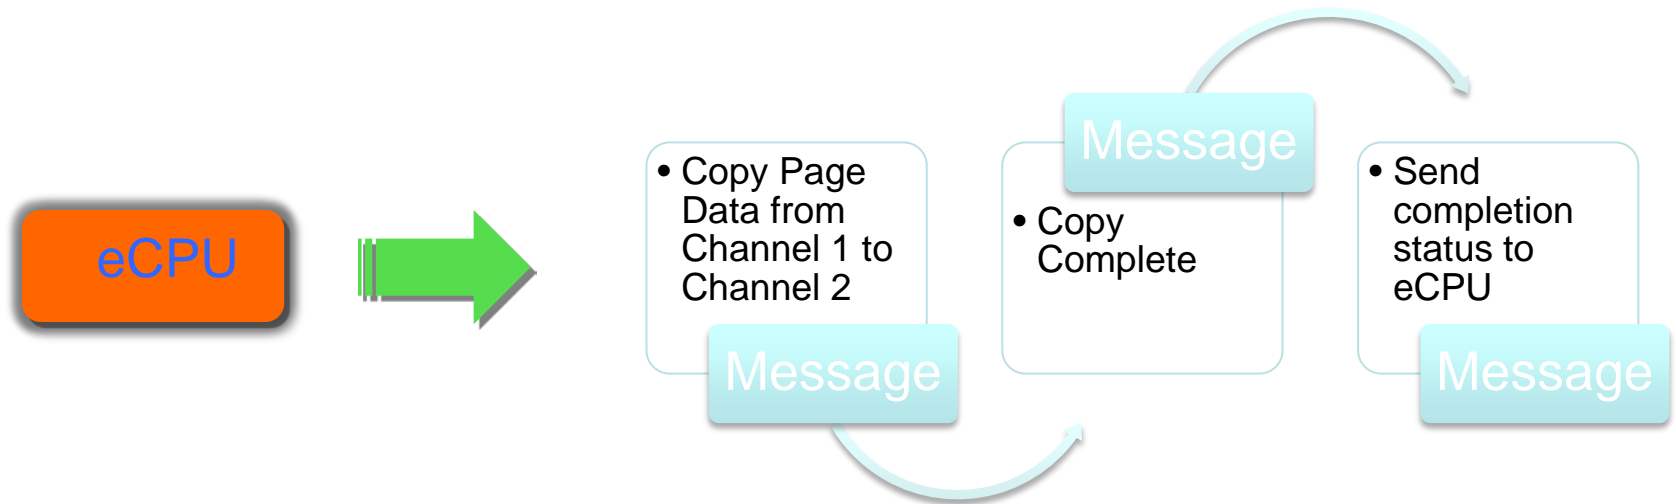 eCPU
• Copy Page
Data from
Channel 1 to
Channel 2
Message
Message
• Copy
Complete
• Send
completion
status to
eCPU
Message